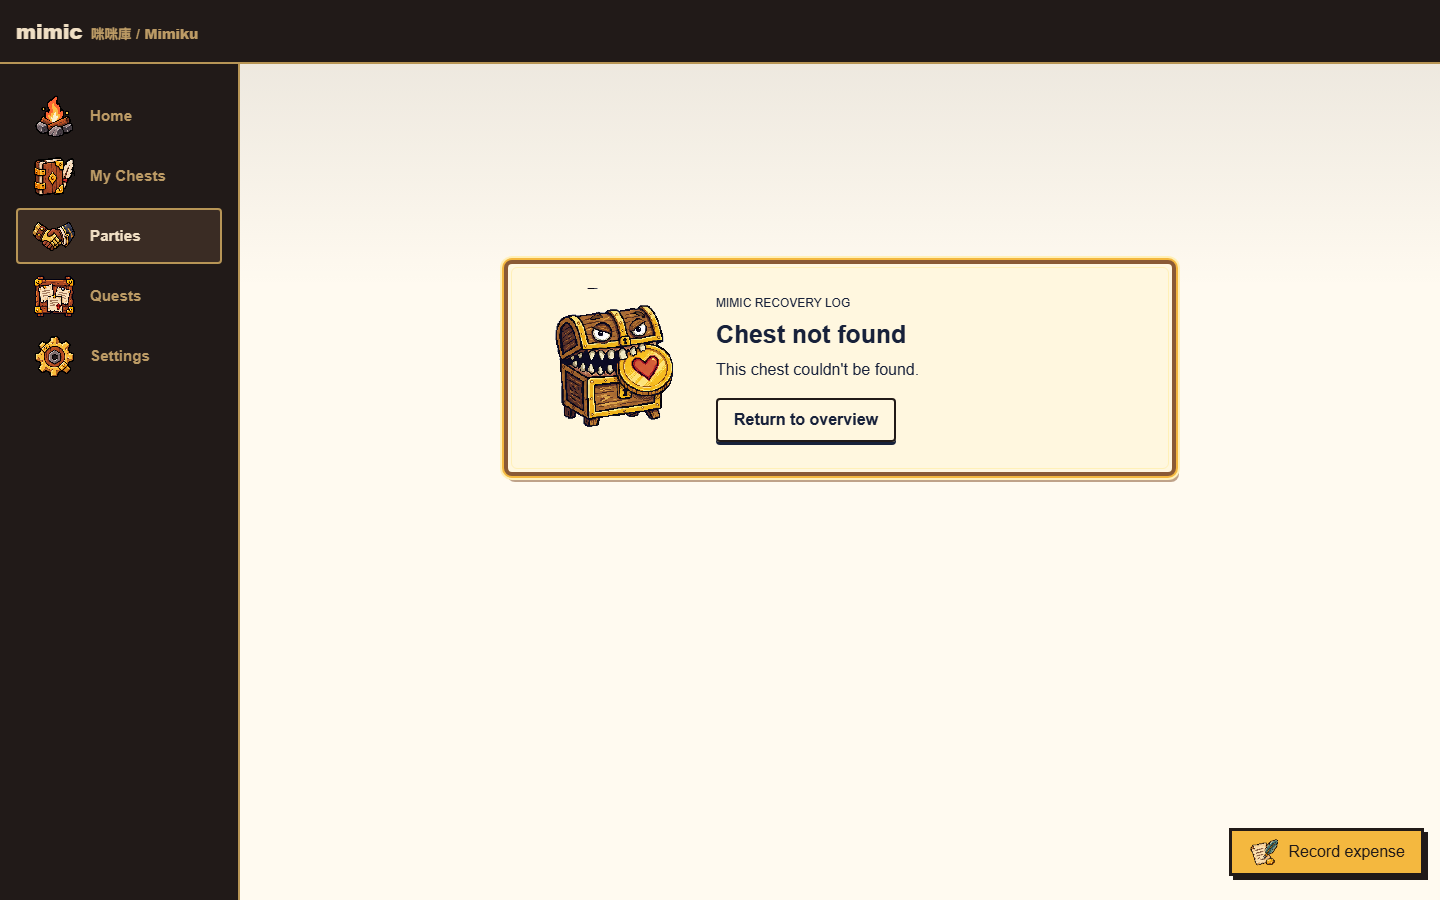 mimic 咪咪庫 / Mimiku
Home
My Chests
Parties
Quests
Settings
MIMIC RECOVERY LOG
Chest not found
This chest couldn't be found.
Return to overview
Record expense